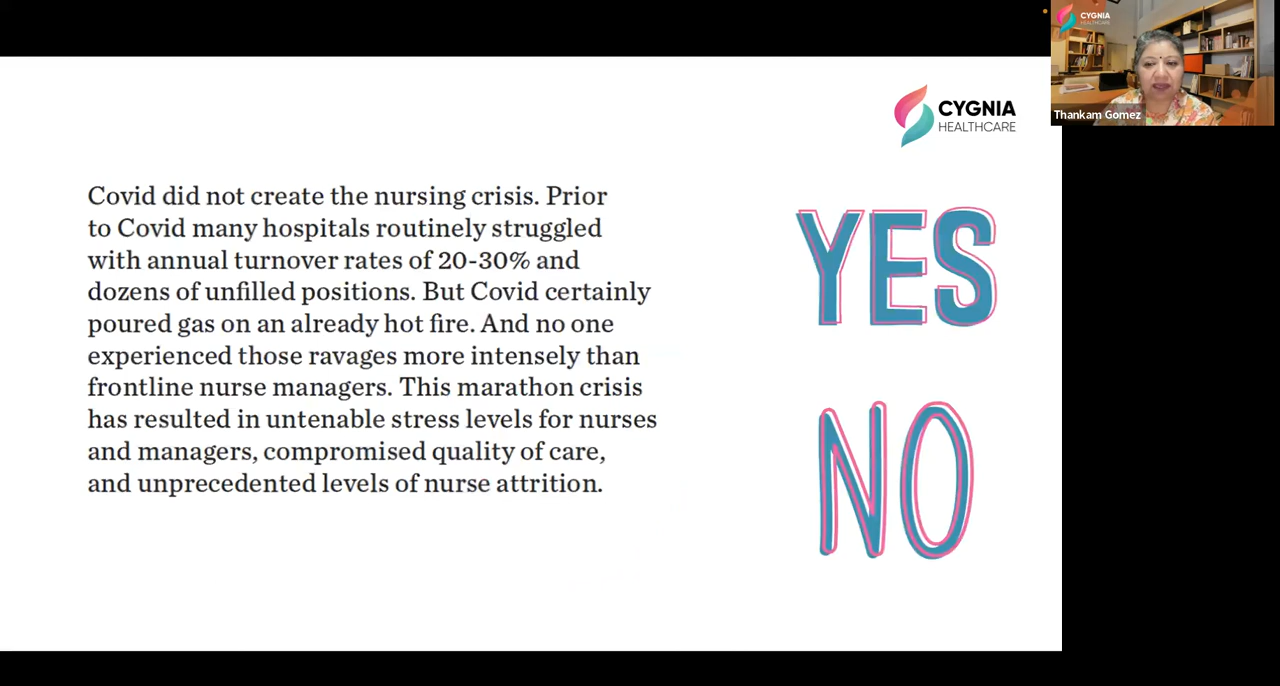 CYGNIA
HEALTHCARE
Thankam Gomez
CYGNIA
HEALTHCARE
Covid did not create the nursing crisis. Prior
to Covid many hospitals routinely struggled
with annual turnover rates of 20-30% and
dozens of unfilled positions. But Covid certainly
poured gas on an already hot fire. And no one
experienced those ravages more intensely than
frontline nurse managers. This marathon crisis
has resulted in untenable stress levels for nurses
and managers, compromised quality of care,
and unprecedented levels of nurse attrition.
YES
NO